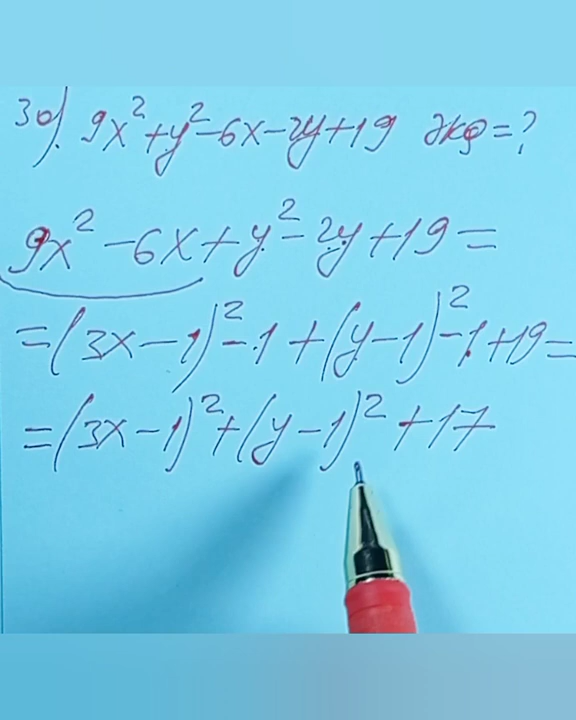 30). 9x²+y²-6x-2y+19 экф=?
9x²-6x+y²-2y+19=
=(3x-1)²-1+(y-1)²-1+19=
=(3x-1)²+(y-1)²+17